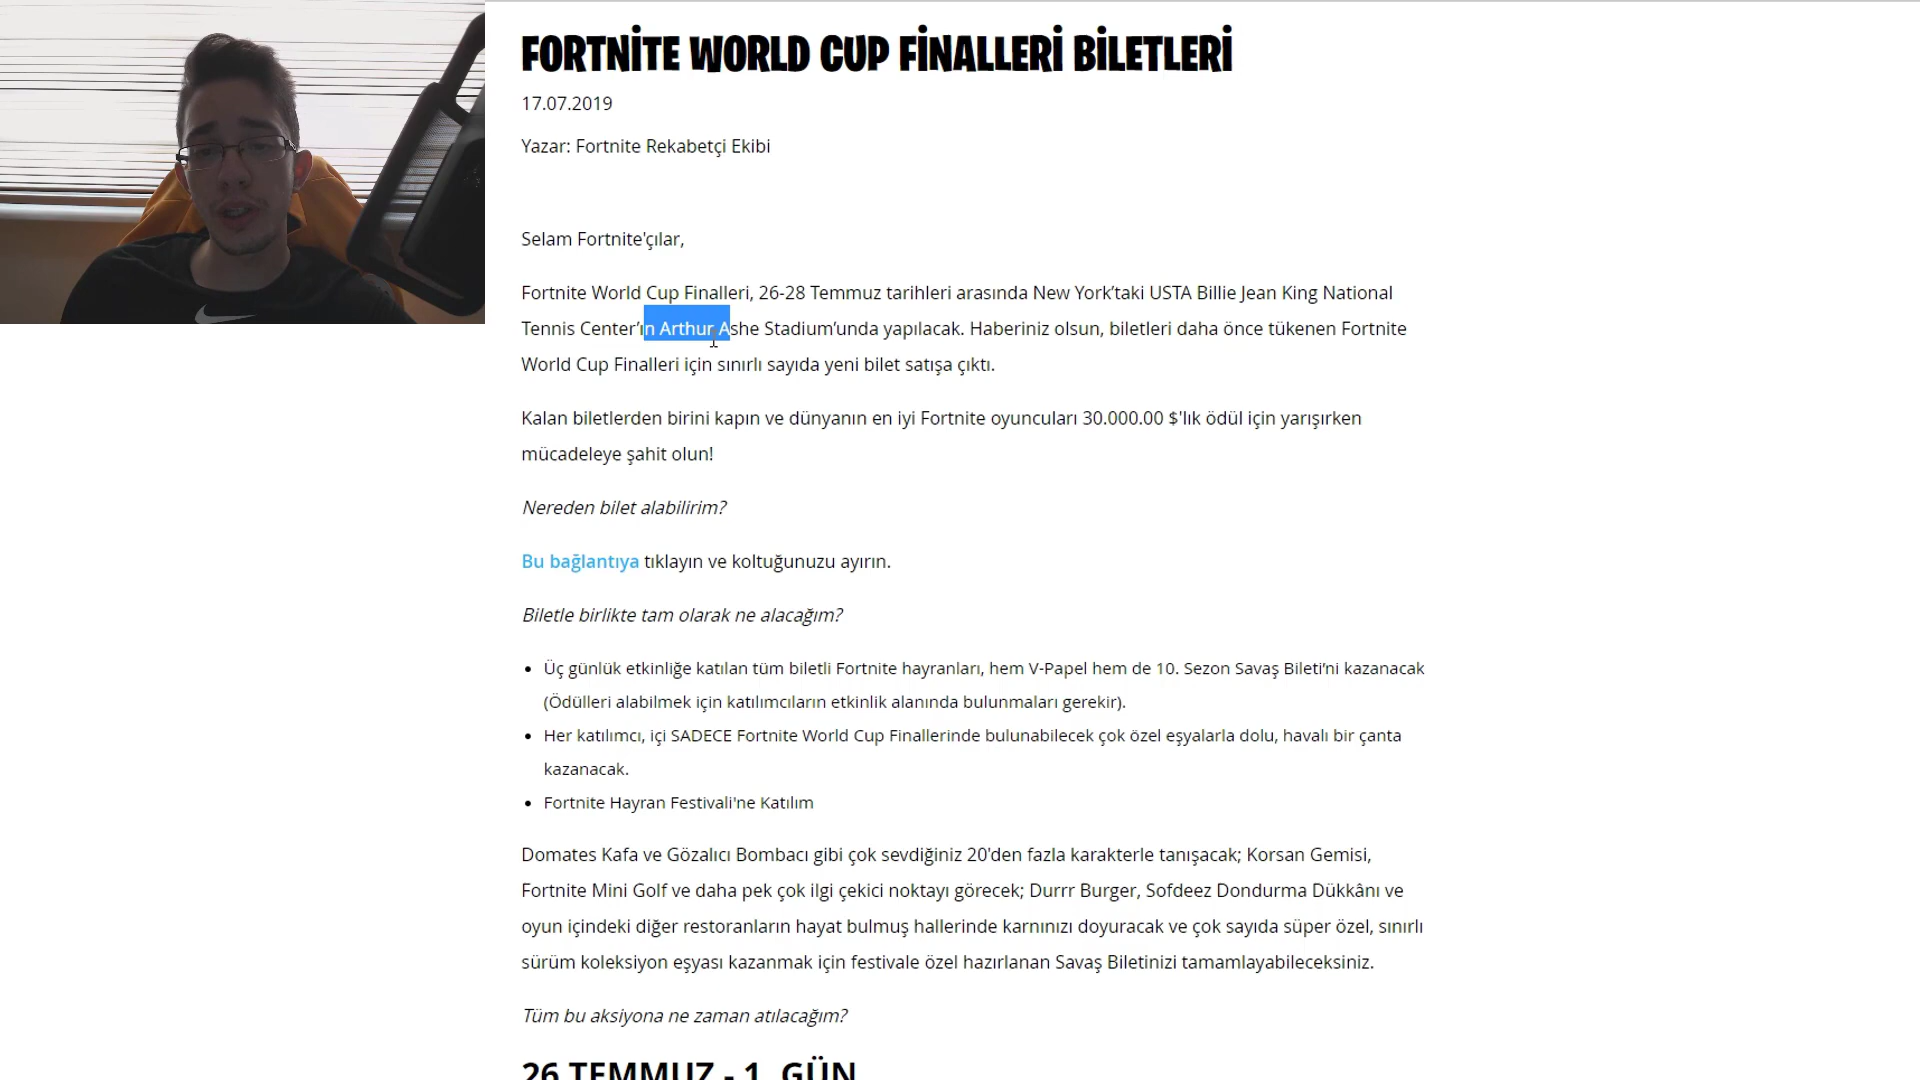 FORTNİTE WORLD CUP FİNALLERİ BİLETLERİ
17.07.2019
Yazar: Fortnite Rekabetçi Ekibi
Selam Fortnite'çılar,
Fortnite World Cup Finalleri, 26-28 Temmuz tarihleri arasında New York’taki USTA Billie Jean King National
Tennis Center’ın Arthur Ashe Stadium’unda yapılacak. Haberiniz olsun, biletleri daha önce tükenen Fortnite
World Cup Finalleri için sınırlı sayıda yeni bilet satışa çıktı.
Kalan biletlerden birini kapın ve dünyanın en iyi Fortnite oyuncuları 30.000.00 $'lık ödül için yarışırken
mücadeleye şahit olun!
Nereden bilet alabilirim?
Bu bağlantıya tıklayın ve koltuğunuzu ayırın.
Biletle birlikte tam olarak ne alacağım?
• Üç günlük etkinliğe katılan tüm biletli Fortnite hayranları, hem V-Papel hem de 10. Sezon Savaş Bileti’ni kazanacak
(Ödülleri alabilmek için katılımcıların etkinlik alanında bulunmaları gerekir).
• Her katılımcı, içi SADECE Fortnite World Cup Finallerinde bulunabilecek çok özel eşyalarla dolu, havalı bir çanta
kazanacak.
• Fortnite Hayran Festivali'ne Katılım
Domates Kafa ve Gözalıcı Bombacı gibi çok sevdiğiniz 20'den fazla karakterle tanışacak; Korsan Gemisi,
Fortnite Mini Golf ve daha pek çok ilgi çekici noktayı görecek; Durrr Burger, Sofdeez Dondurma Dükkânı ve
oyun içindeki diğer restoranların hayat bulmuş hallerinde karnınızı doyuracak ve çok sayıda süper özel, sınırlı
sürüm koleksiyon eşyası kazanmak için festivale özel hazırlanan Savaş Biletinizi tamamlayabileceksiniz.
Tüm bu aksiyona ne zaman atılacağım?
26 TEMMUZ - 1. GÜN